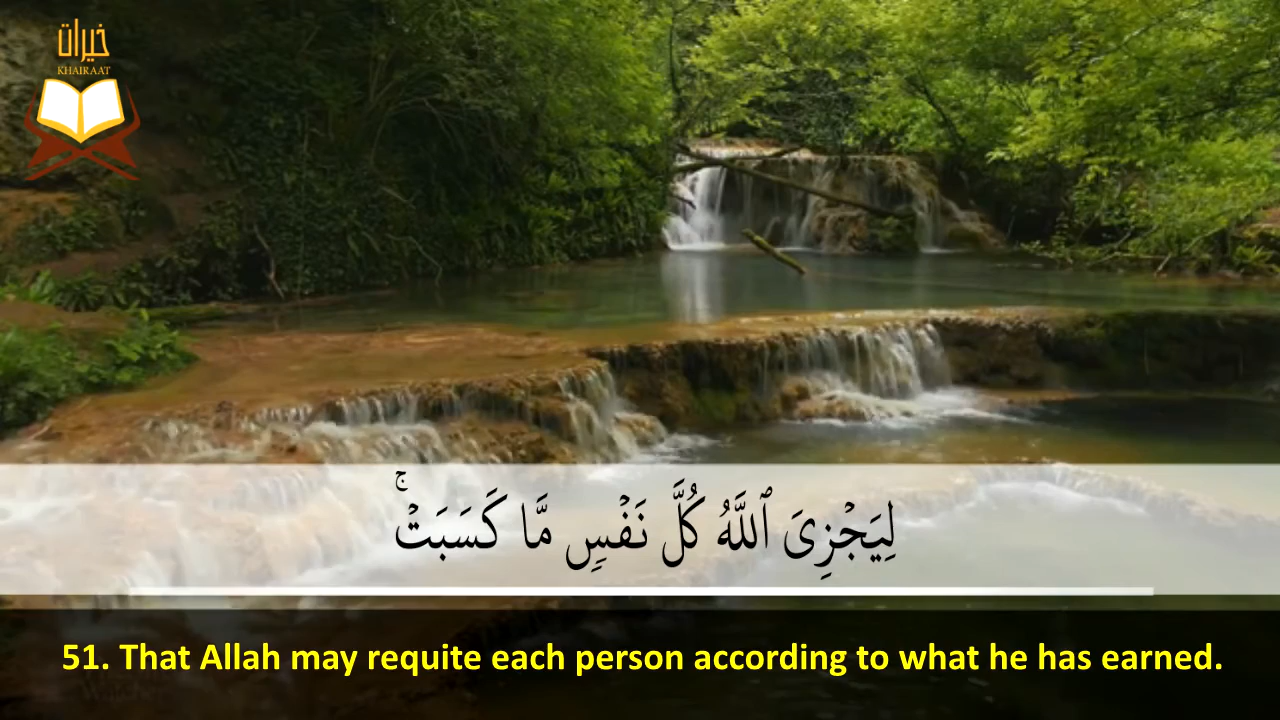 خيرات
KHAIRAAT
لِيَجْزِىَ ٱللَّهُ كُلَّ نَفْسٍ مَّا كَسَبَتْ ۚ
51. That Allah may requite each person according to what he has earned.